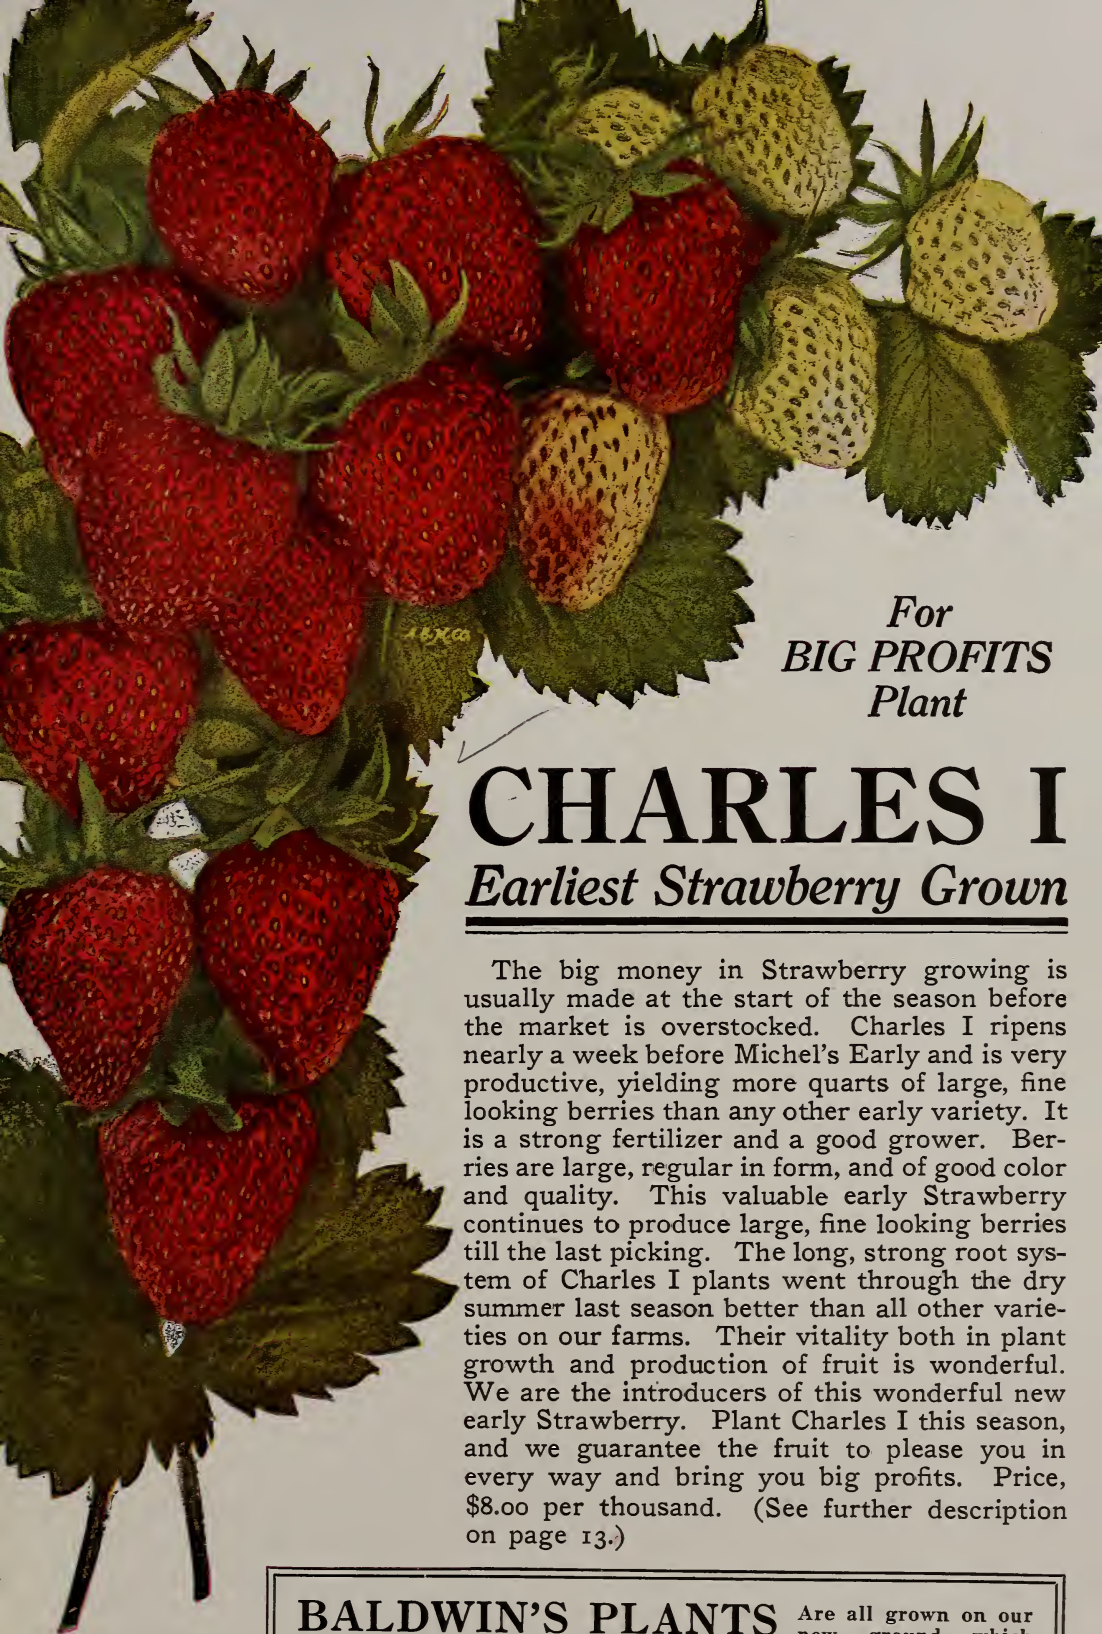 A.B.M.CO.
For
BIG PROFITS
Plant
CHARLES I
Earliest Strawberry Grown
The big money in Strawberry growing is
usually made at the start of the season before
the market is overstocked. Charles I ripens
nearly a week before Michel's Early and is very
productive, yielding more quarts of large, fine
looking berries than any other early variety. It
is a strong fertilizer and a good grower. Ber-
ries are large, regular in form, and of good color
and quality. This valuable early Strawberry
continues to produce large, fine looking berries
till the last picking. The long, strong root sys-
tem of Charles I plants went through the dry
summer last season better than all other varie-
ties on our farms. Their vitality both in plant
growth and production of fruit is wonderful.
We are the introducers of this wonderful new
early Strawberry. Plant Charles I this season,
and we guarantee the fruit to please you in
every way and bring you big profits. Price,
$8.00 per thousand. (See further description
on page 13.)
BALDWIN'S PLANTS Are all grown on our
new ground which